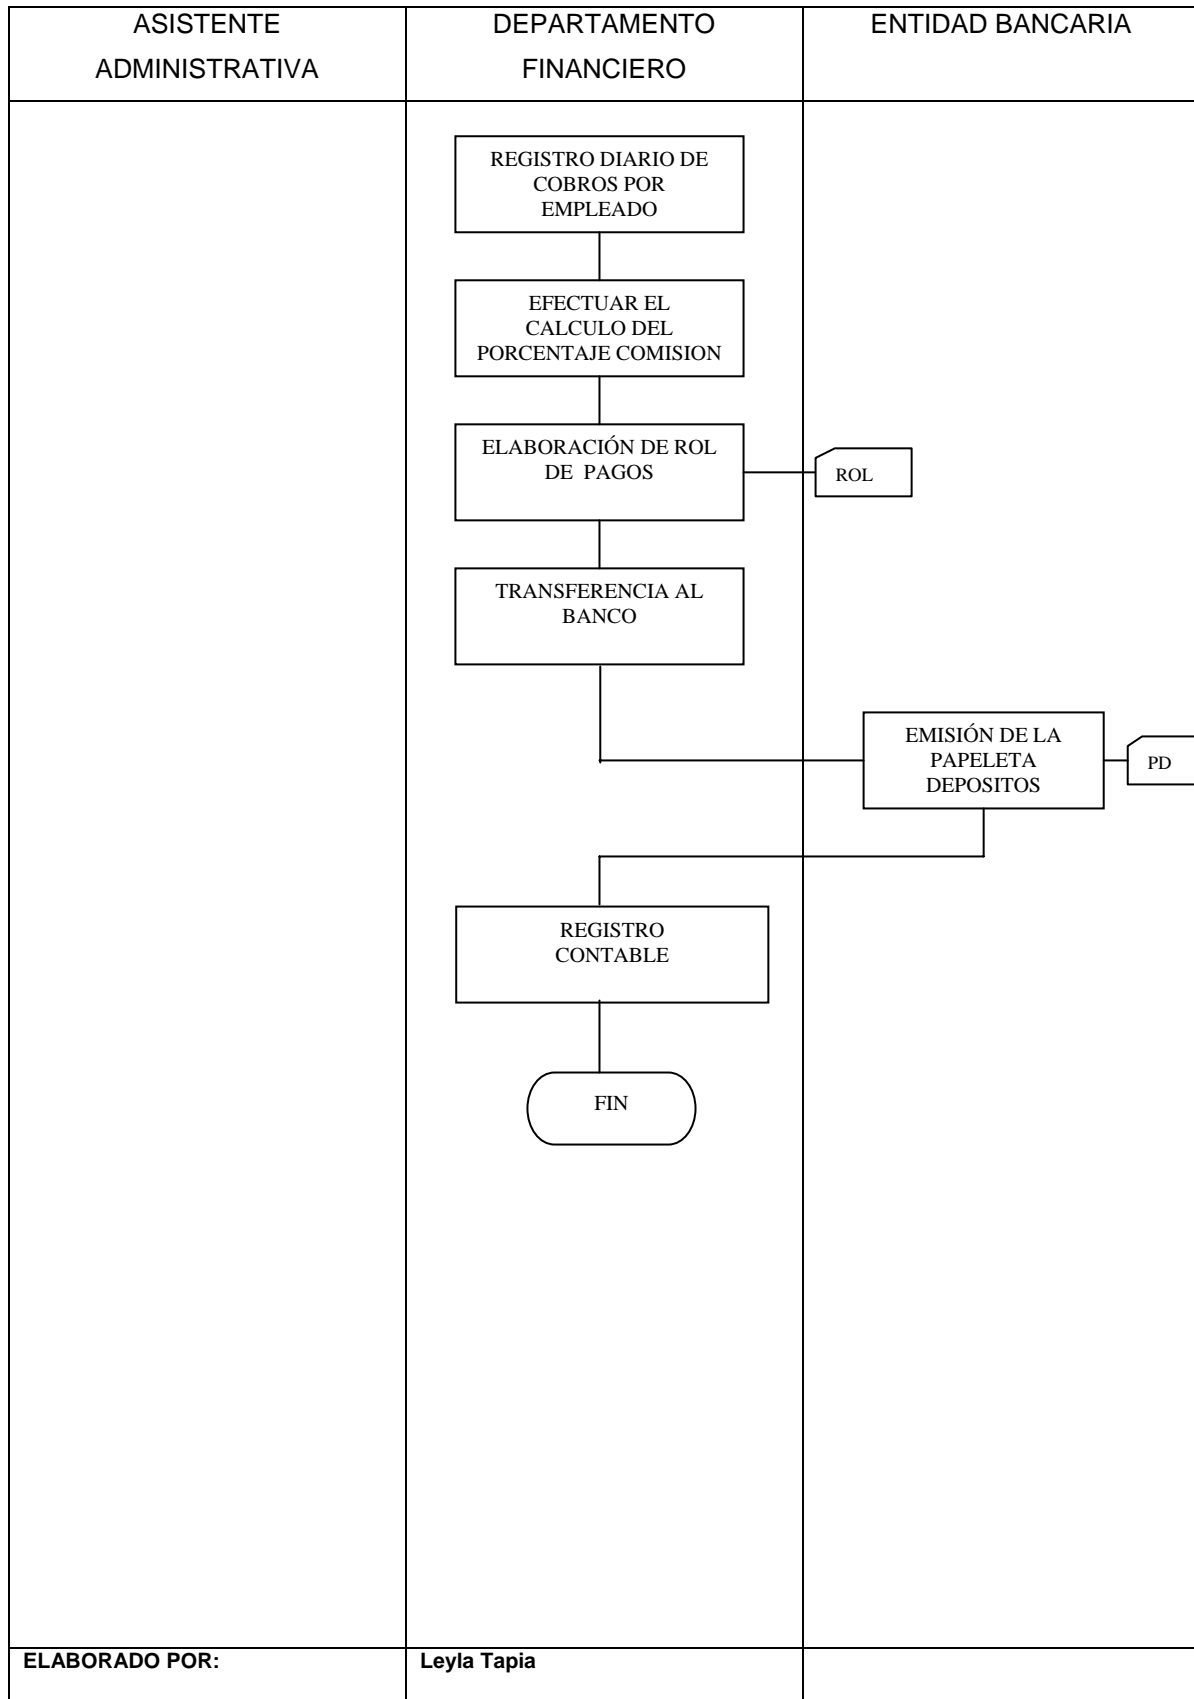 ASISTENTE
ADMINISTRATIVA
DEPARTAMENTO
FINANCIERO
ENTIDAD BANCARIA
REGISTRO DIARIO DE
COBROS POR
EMPLEADO
EFECTUAR EL
CALCULO DEL
PORCENTAJE COMISION
ELABORACIÓN DE ROL
DE PAGOS
ROL
TRANSFERENCIA AL
BANCO
EMISIÓN DE LA
PAPELETA
DEPOSITOS
PD
REGISTRO
CONTABLE
FIN
ELABORADO POR:
Leyla Tapia